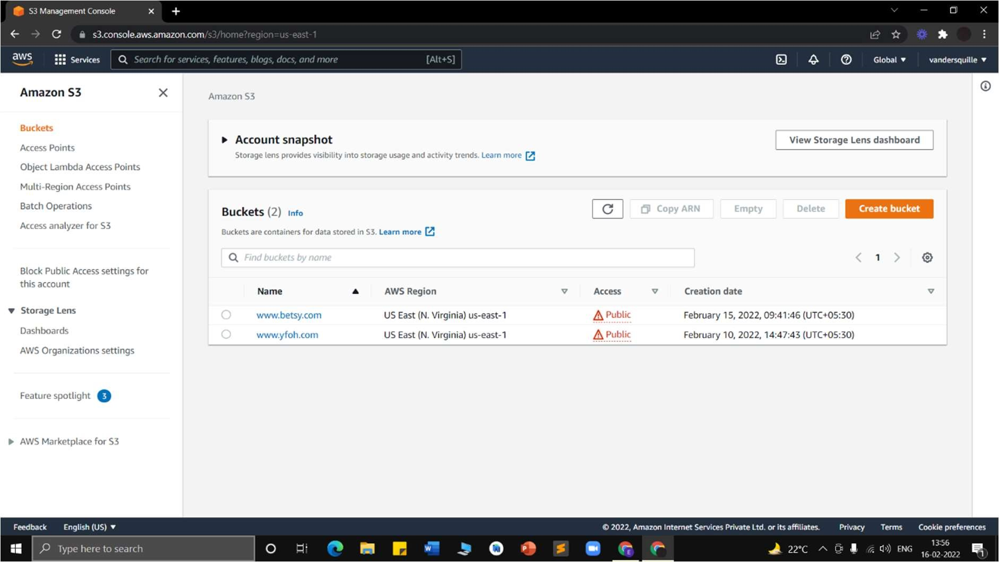 S3 Management Console
s3.console.aws.amazon.com/s3/home?region=us-east-1
aws
Services
Search for services, features, blogs, docs, and more
[Alt+S]
Global
vandersquille
Amazon S3
Buckets
Access Points
Object Lambda Access Points
Multi-Region Access Points
Batch Operations
Access analyzer for S3
Block Public Access settings for
this account
Storage Lens
Dashboards
AWS Organizations settings
Feature spotlight 3
AWS Marketplace for S3
Amazon S3
Account snapshot
Storage lens provides visibility into storage usage and activity trends. Learn more
View Storage Lens dashboard
Buckets (2) Info
Buckets are containers for data stored in S3. Learn more
Copy ARN
Empty
Delete
Create bucket
Find buckets by name
1
Name AWS Region Access Creation date
www.betsy.com US East (N. Virginia) us-east-1 Public February 15, 2022, 09:41:46 (UTC+05:30)
www.yfoh.com US East (N. Virginia) us-east-1 Public February 10, 2022, 14:47:43 (UTC+05:30)
Feedback English (US) © 2022, Amazon Internet Services Private Ltd. or its affiliates. Privacy Terms Cookie preferences
Type here to search
22°C
ENG
13:56
16-02-2022
1